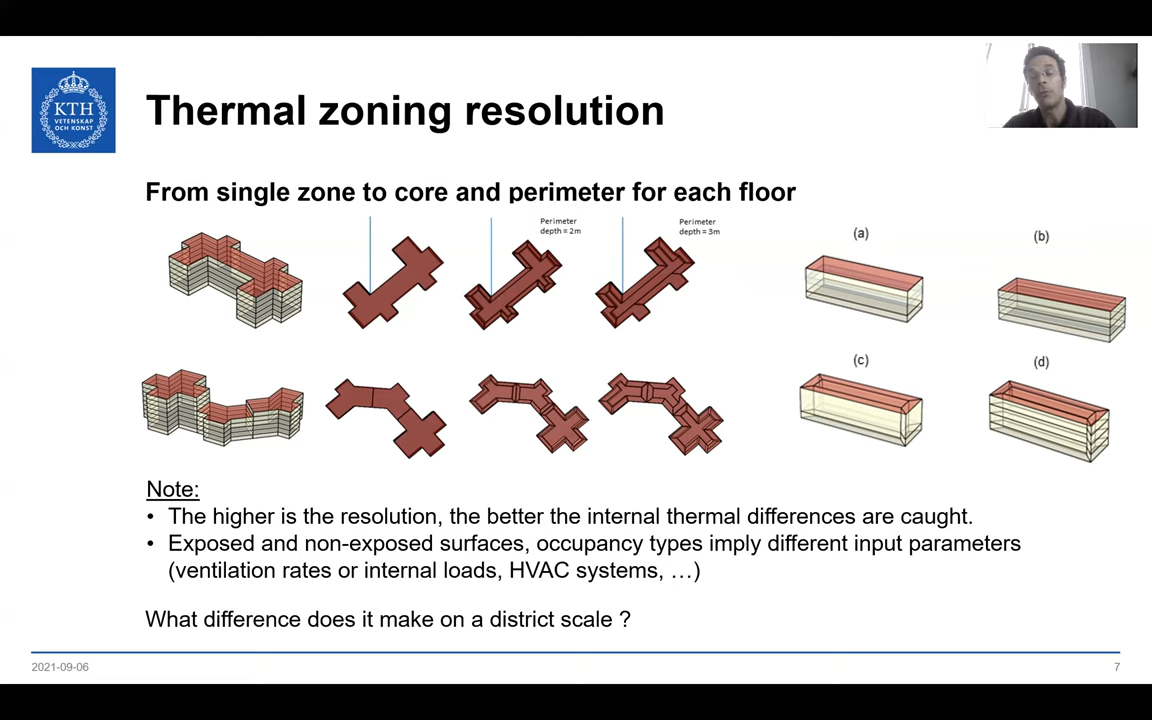 KTH
VETENSKAP
OCH KONST
Thermal zoning resolution
From single zone to core and perimeter for each floor
Perimeter
depth = 2m
Perimeter
depth = 3m
(a)
(b)
(c)
(d)
Note:
• The higher is the resolution, the better the internal thermal differences are caught.
• Exposed and non-exposed surfaces, occupancy types imply different input parameters
(ventilation rates or internal loads, HVAC systems, …)
What difference does it make on a district scale ?
2021-09-06
7